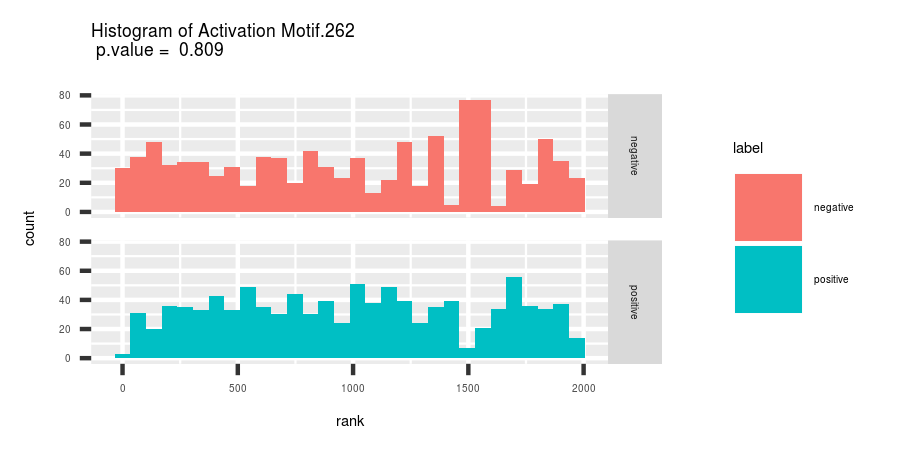 Histogram of Activation Motif.262
p.value =  0.809
count
80
60
40
20
0
negative
80
60
40
20
0
positive
0 500 1000 1500 2000
rank
label
negative
positive